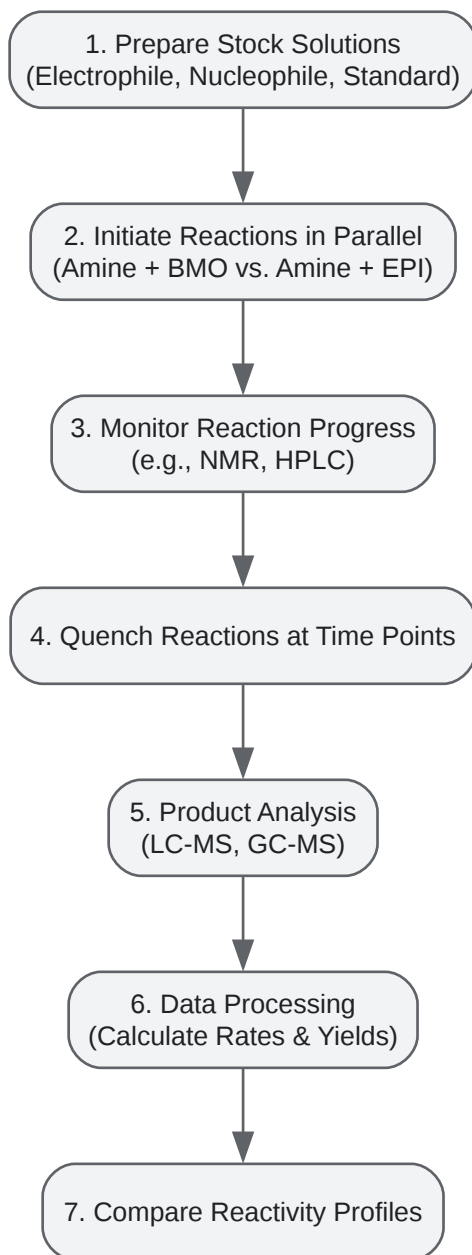 1. Prepare Stock Solutions
(Electrophile, Nucleophile, Standard)
2. Initiate Reactions in Parallel
(Amine + BMO vs. Amine + EPI)
3. Monitor Reaction Progress
(e.g., NMR, HPLC)
4. Quench Reactions at Time Points
5. Product Analysis
(LC-MS, GC-MS)
6. Data Processing
(Calculate Rates & Yields)
7. Compare Reactivity Profiles